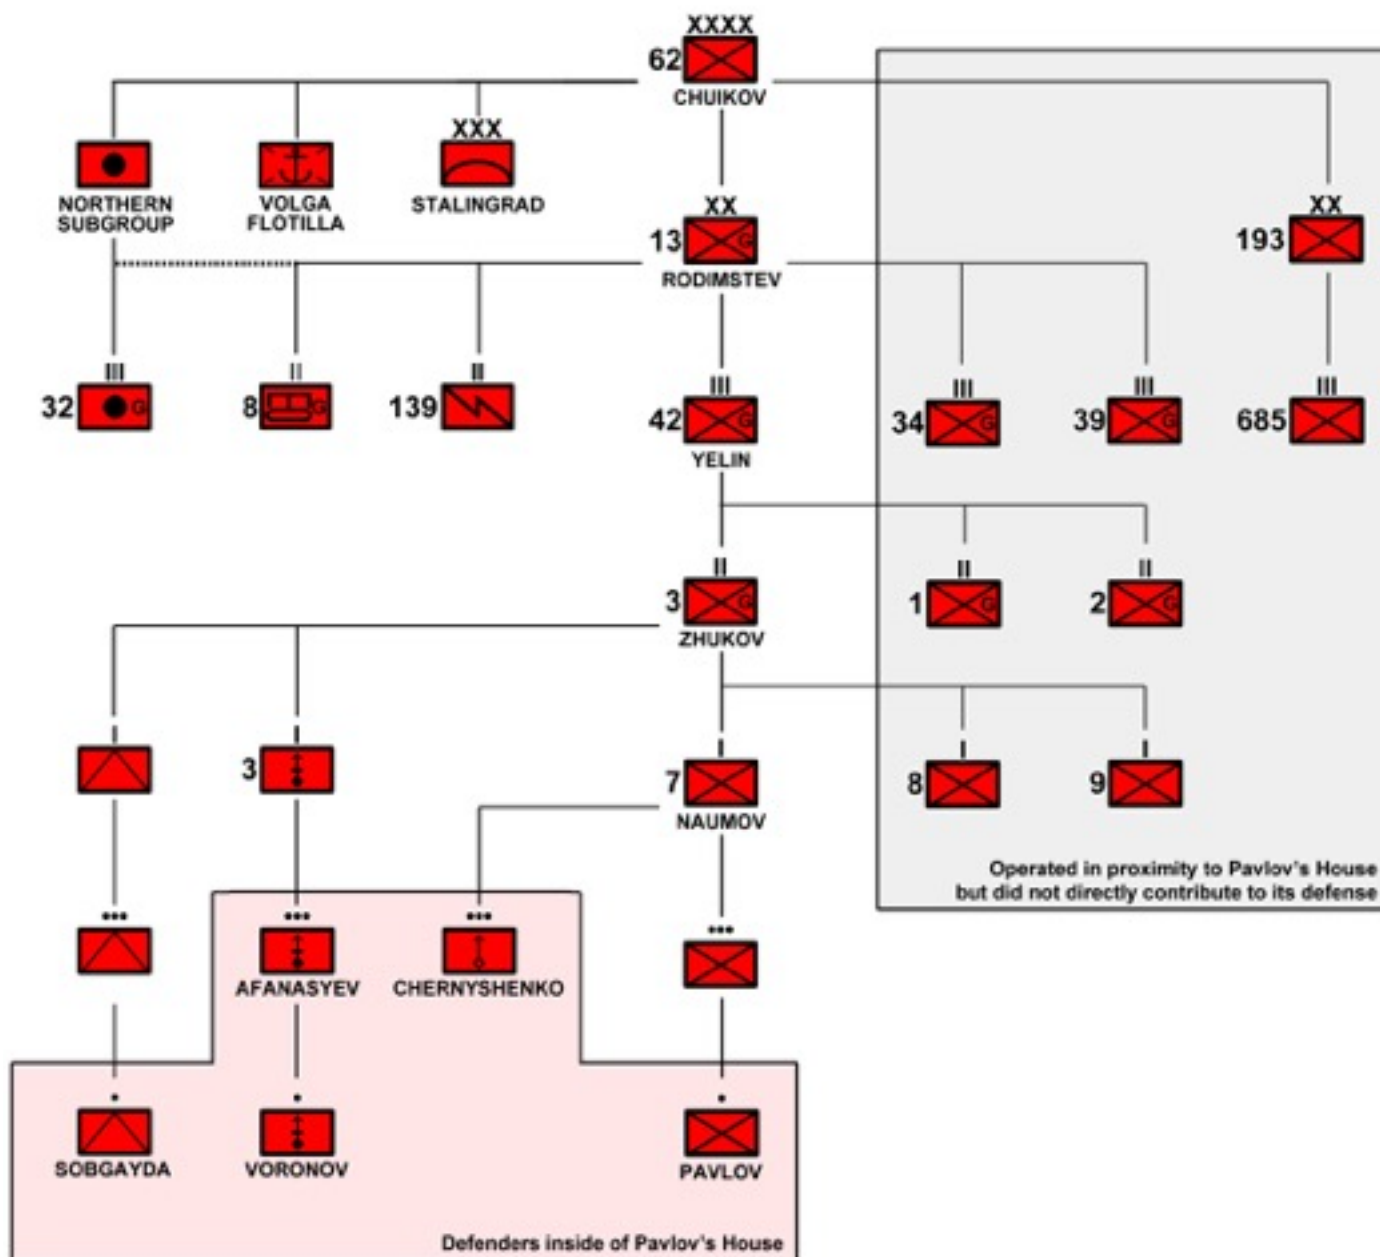 XXXX
62
CHUIKOV
XXX
NORTHERN
SUBGROUP
VOLGA
FLOTILLA
STALINGRAD
XX
13 G
RODIMSTEV
XX
193
III
32 G
II
8 G
II
139
III
42 G
YELIN
III
34 G
III
39 G
III
685
II
3 G
ZHUKOV
II
1 G
II
2 G
I
I
3
I
7
NAUMOV
I
8
I
9
Operated in proximity to Pavlov's House
but did not directly contribute to its defense
•••
•••
AFANASYEV
•••
CHERNYSHENKO
•••
•
SOBGAYDA
•
VORONOV
•
PAVLOV
Defenders inside of Pavlov's House